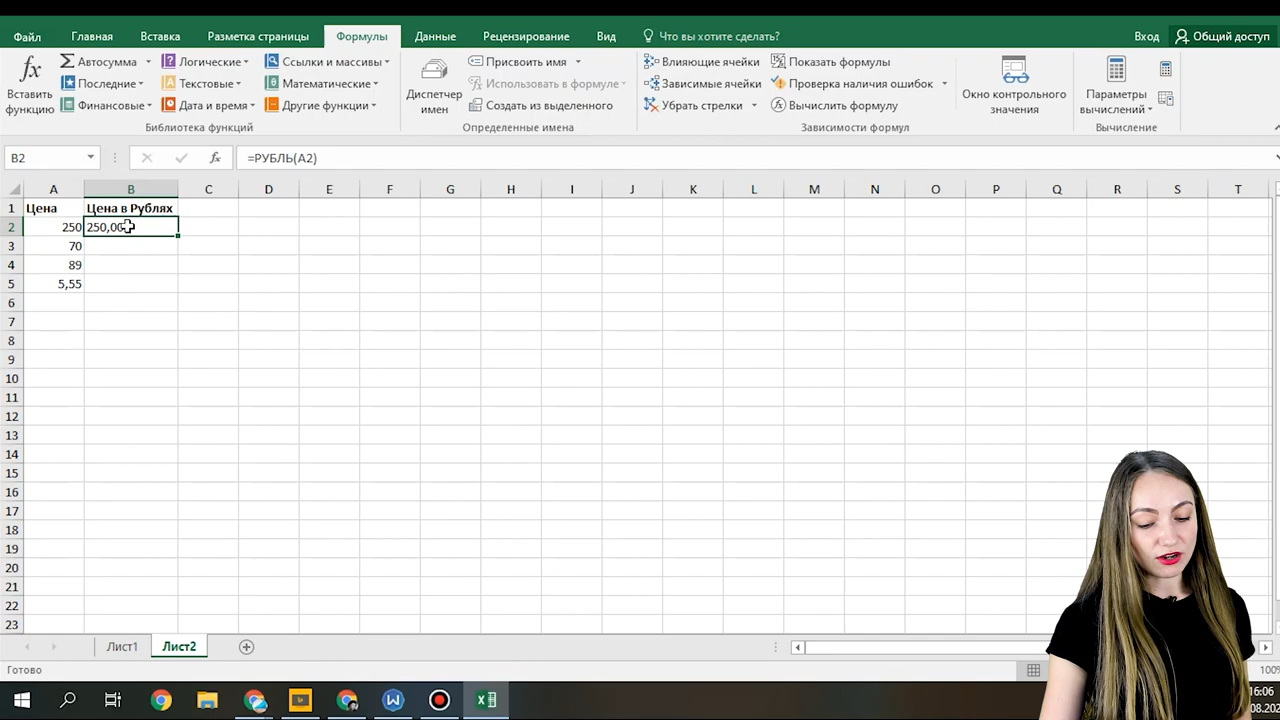 Файл Главная Вставка Разметка страницы Формулы Данные Рецензирование Вид Что вы хотите сделать? Вход Общий доступ
fx Вставить функцию
Автосумма
Последние
Финансовые
Логические
Текстовые
Дата и время
Ссылки и массивы
Математические
Другие функции
Библиотека функций
Диспетчер имен
Присвоить имя
Использовать в формуле
Создать из выделенного
Определенные имена
Влияющие ячейки
Зависимые ячейки
Убрать стрелки
Показать формулы
Проверка наличия ошибок
Вычислить формулу
Зависимости формул
Окно контрольного значения
Параметры вычислений
Вычисление
B2 fx =РУБЛЬ(A2)
A B C D E F G H I J K L M N O P Q R S T
1 Цена Цена в Рублях
2 250 250,00
3 70
4 89
5 5,55
6
7
8
9
10
11
12
13
14
15
16
17
18
19
20
21
22
23
Лист1 Лист2
Готово 100%
16:06